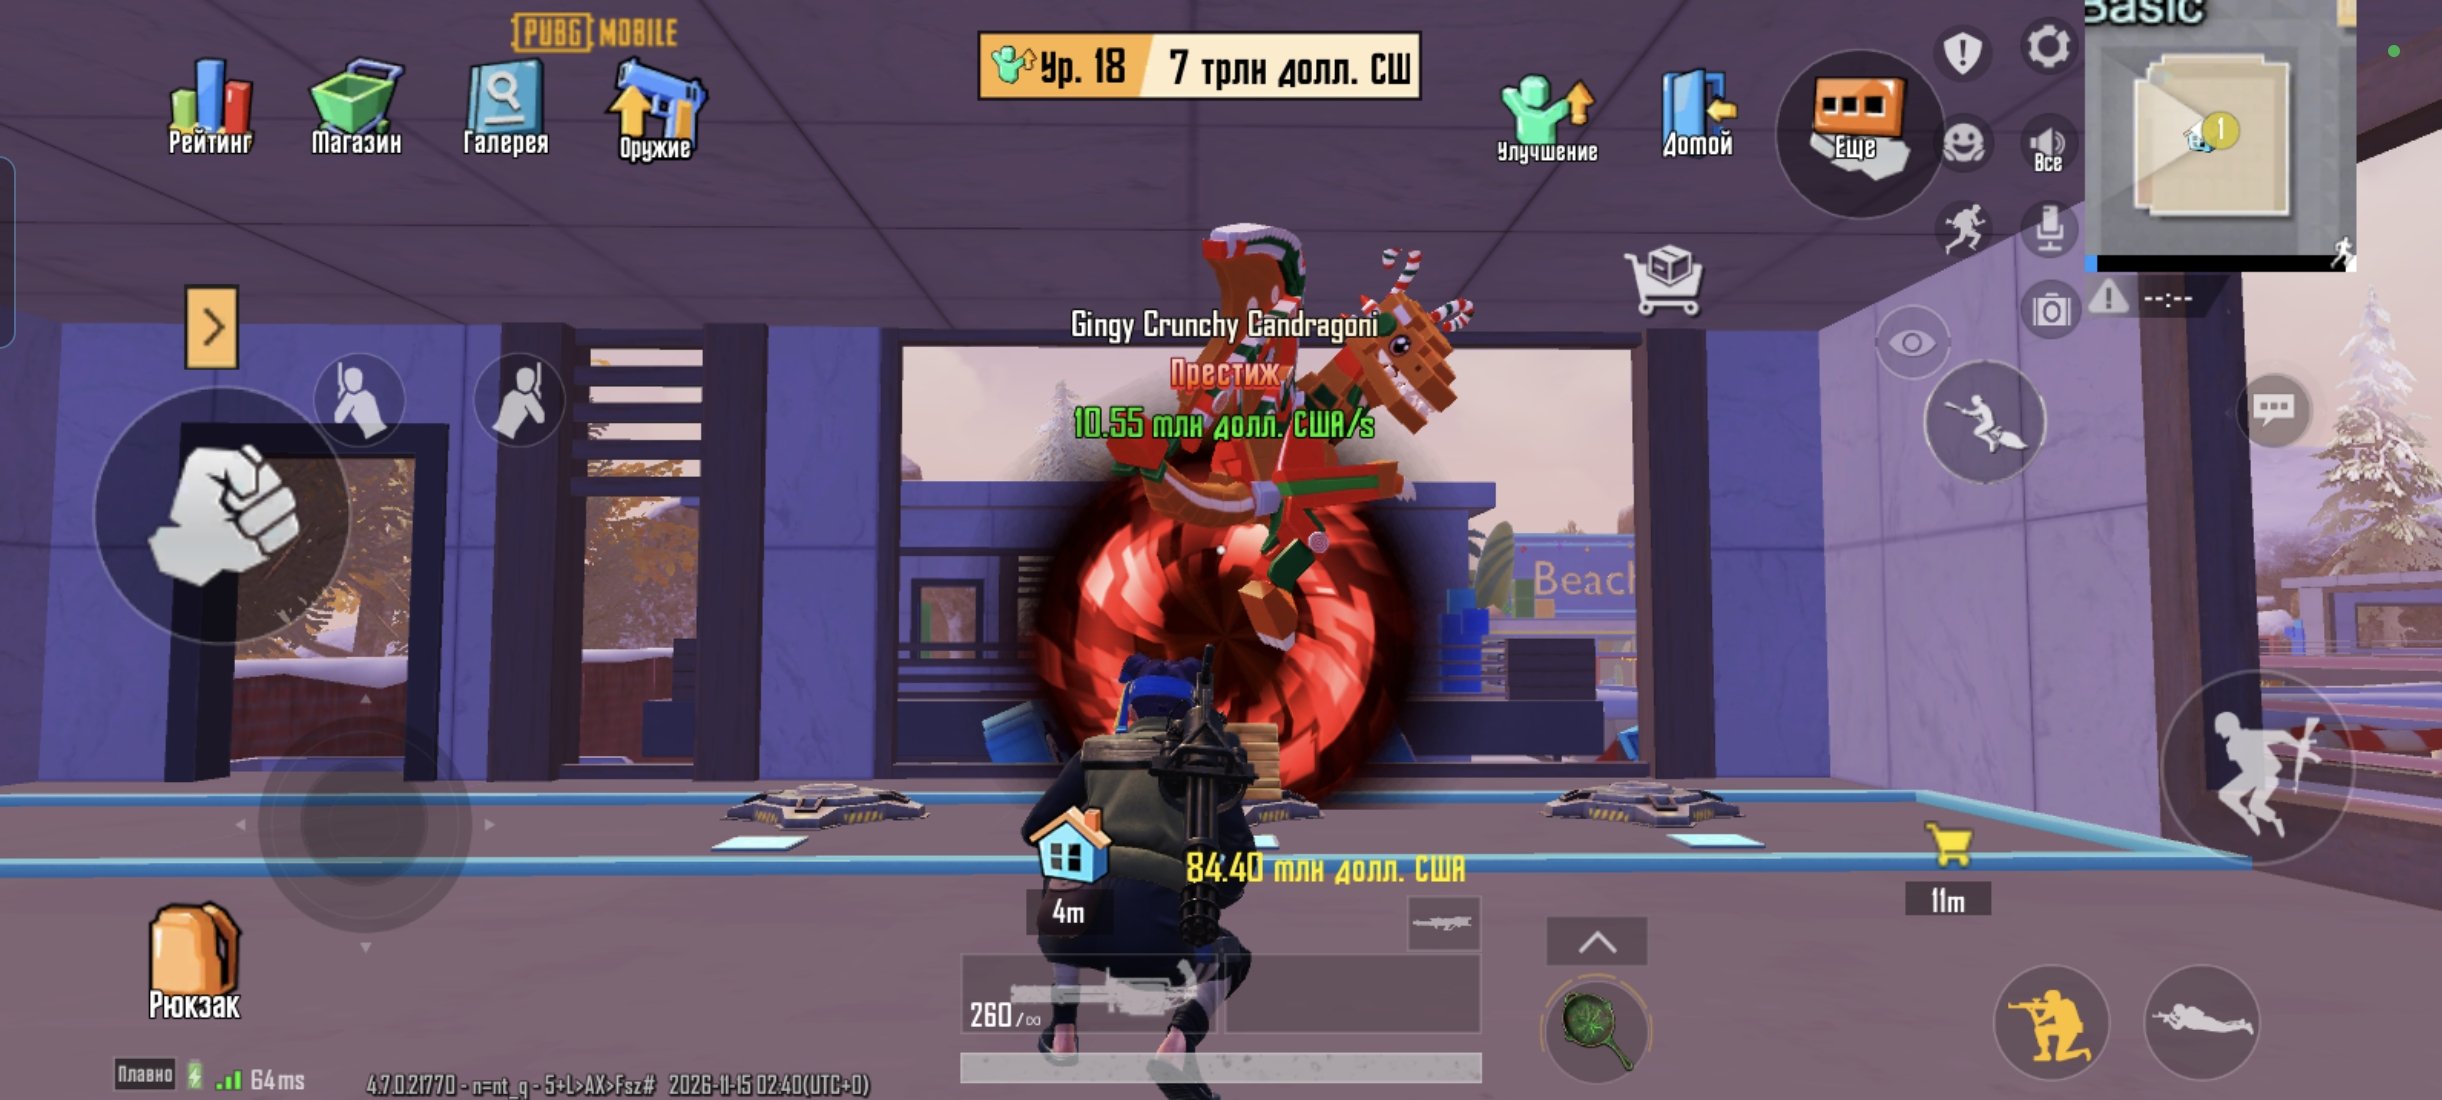 PUBG MOBILE
Ур. 18 7 трлн долл. СШ
Basic
Рейтинг Магазин Галерея Оружие
Улучшение Домой Еще
Все
1
--:--
Gingy Crunchy Candragoni
Престиж
10.55 млн долл. США/s
Beach
84.40 млн долл. США
4m
11m
260/∞
Рюкзак
Плавно 64ms
4.7.0.21770 - n=nt_q - 5+L>AX>Fsz# 2026-11-15 02:40(UTC+0)